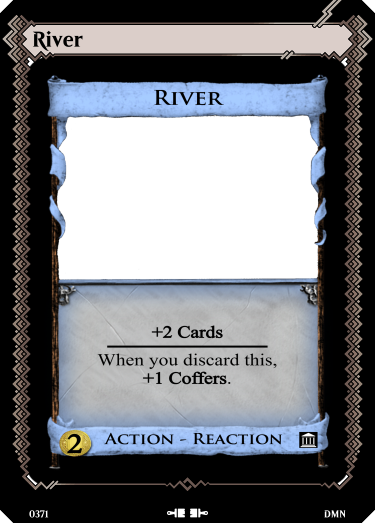 River
RIVER
+2 Cards
When you discard this,
+1 Coffers.
2 ACTION - REACTION
0371 DMN